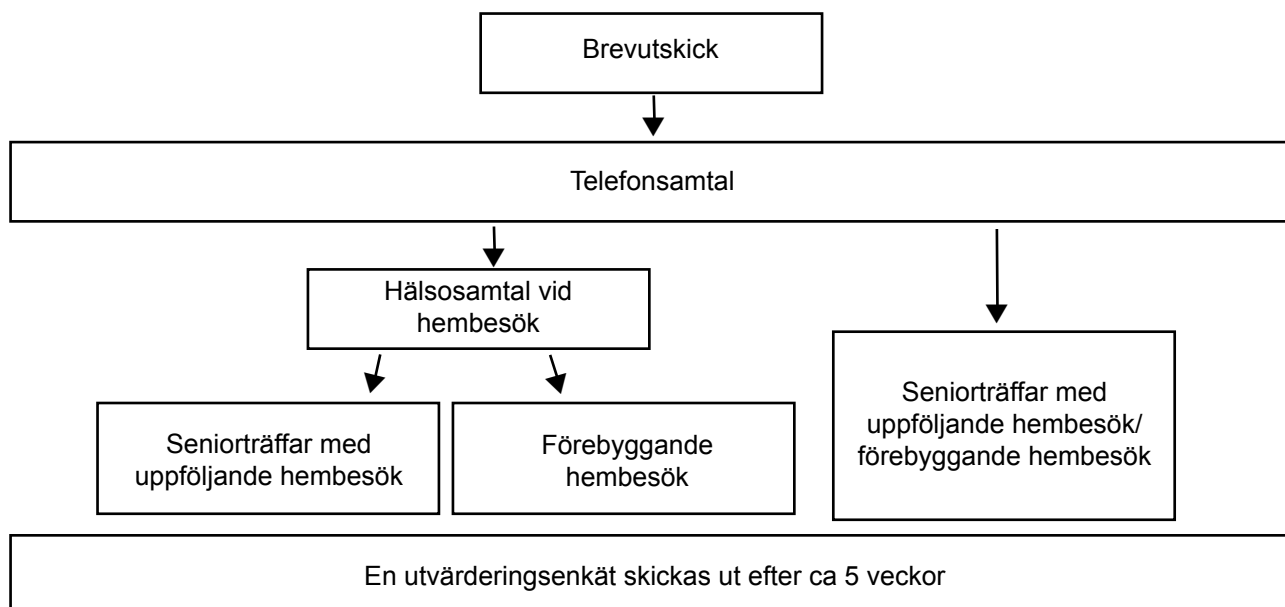 Brevutskick
Telefonsamtal
Hälsosamtal vid
hembesök
Seniorträffar med
uppföljande hembesök
Förebyggande
hembesök
Seniorträffar med
uppföljande hembesök/
förebyggande hembesök
En utvärderingsenkät skickas ut efter ca 5 veckor